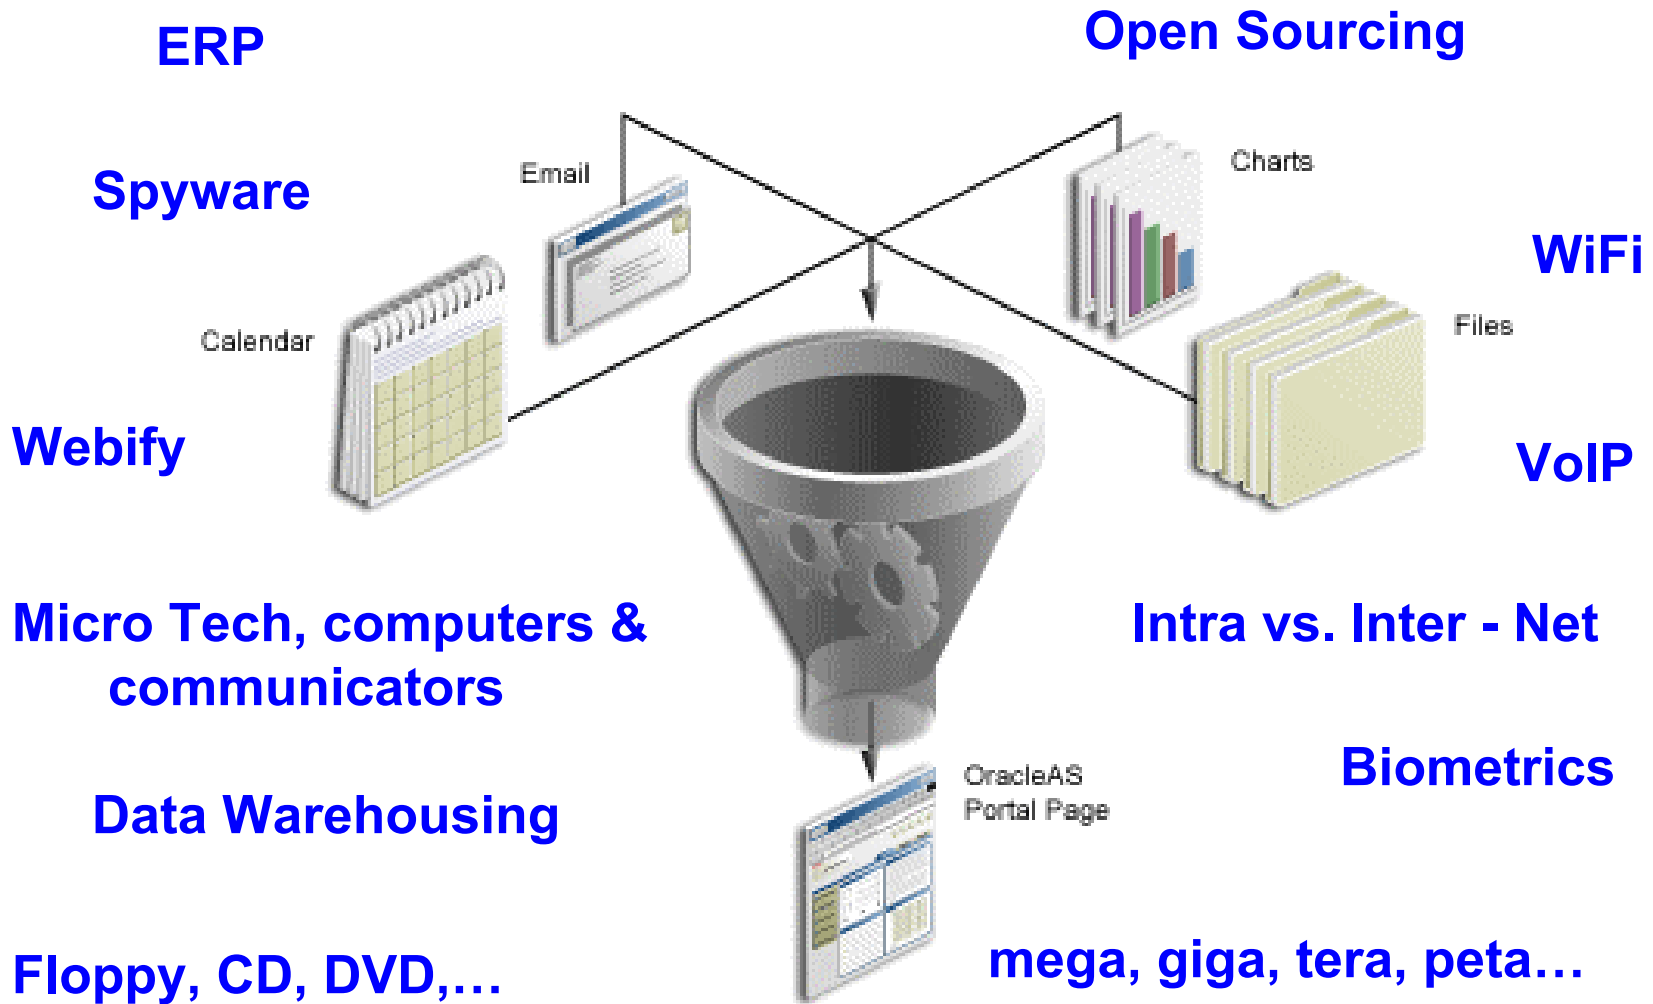 ERP
Open Sourcing
Email
Charts
Spyware
WiFi
Calendar
Files
Webify
VoIP
Micro Tech, computers &
communicators
Intra vs. Inter - Net
OracleAS
Portal Page
Biometrics
Data Warehousing
Floppy, CD, DVD,…
mega, giga, tera, peta…